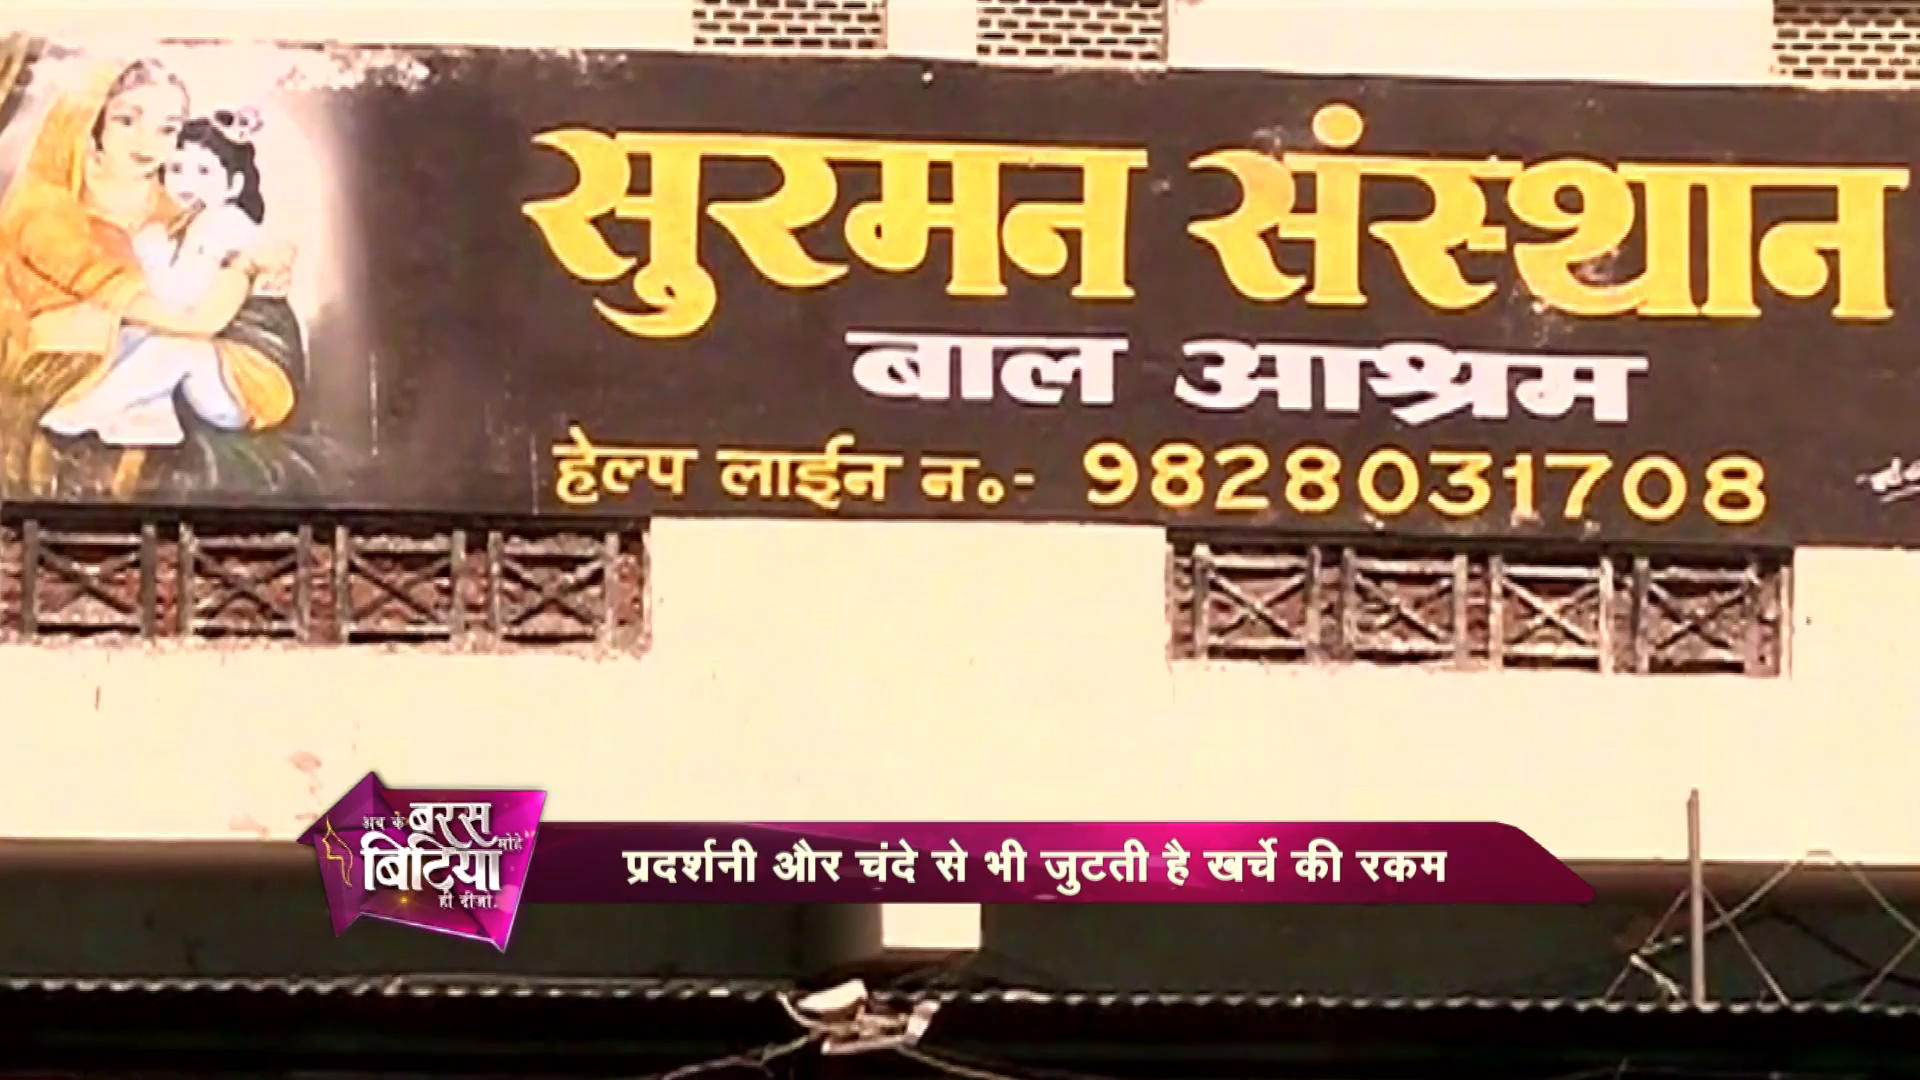 सुरमन संस्थान
बाल आश्रम
हेल्प लाईन न०.- 9828031708
अब के बरस
मोहे
बिटिया
ही दीजो.
प्रदर्शनी और चंदे से भी जुटती है खर्चे की रकम